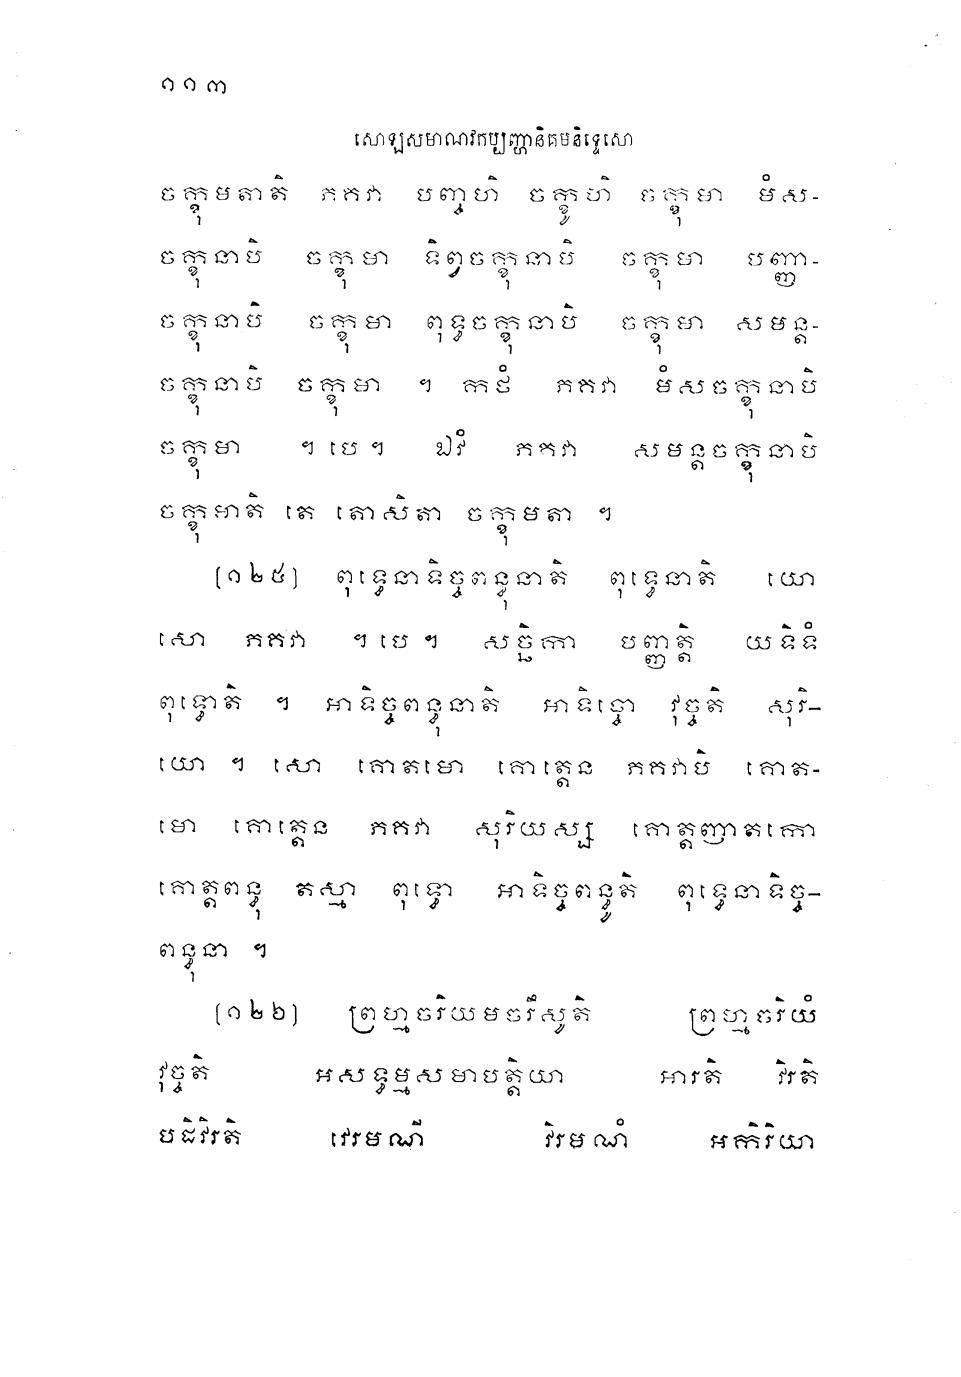 ១១៣
សោឡសមាណវកប្បញ្ហានិគមនិទ្ទេសោ
ចក្ខុមតាតិ ភគវា បញ្ចហិ ចក្ខូហិ ចក្ខុមា មំស-
ចក្ខុនាបិ ចក្ខុមា ទិព្វចក្ខុនាបិ ចក្ខុមា បញ្ញា-
ចក្ខុនាបិ ចក្ខុមា ពុទ្ធចក្ខុនាបិ ចក្ខុមា សមន្ត-
ចក្ខុនាបិ ចក្ខុមា ។ កថំ ភគវា មំសចក្ខុនាបិ
ចក្ខុមា ។ បេ ។ ឯវំ ភគវា សមន្តចក្ខុនាបិ
ចក្ខុមាតិ តេ តោសិតា ចក្ខុមតា ។
(១២៥) ពុទ្ធេនាទិច្ចពន្ធុនាតិ ពុទ្ធេនាតិ យោ
សោ ភគវា ។ បេ ។ សច្ឆិកា បញ្ញត្តិ យទិទំ
ពុទ្ធោតិ ។ អាទិច្ចពន្ធុនាតិ អាទិច្ចោ វុច្ចតិ សុរិ-
យោ ។ សោ គោតមោ គោត្តេន ភគវាបិ គោត-
មោ គោត្តេន ភគវា សុរិយស្ស គោត្តញាតកោ
គោត្តពន្ធុ តស្មា ពុទ្ធោ អាទិច្ចពន្ធូតិ ពុទ្ធេនាទិច្ច-
ពន្ធុនា ។
(១២៦) ព្រហ្មចរិយមចរឹសូតិ ព្រហ្មចរិយំ
វុច្ចតិ អសទ្ធម្មសមាបត្តិយា អារតិ វិរតិ
បដិវិរតិ វេរមណី វិរមណំ អកិរិយា